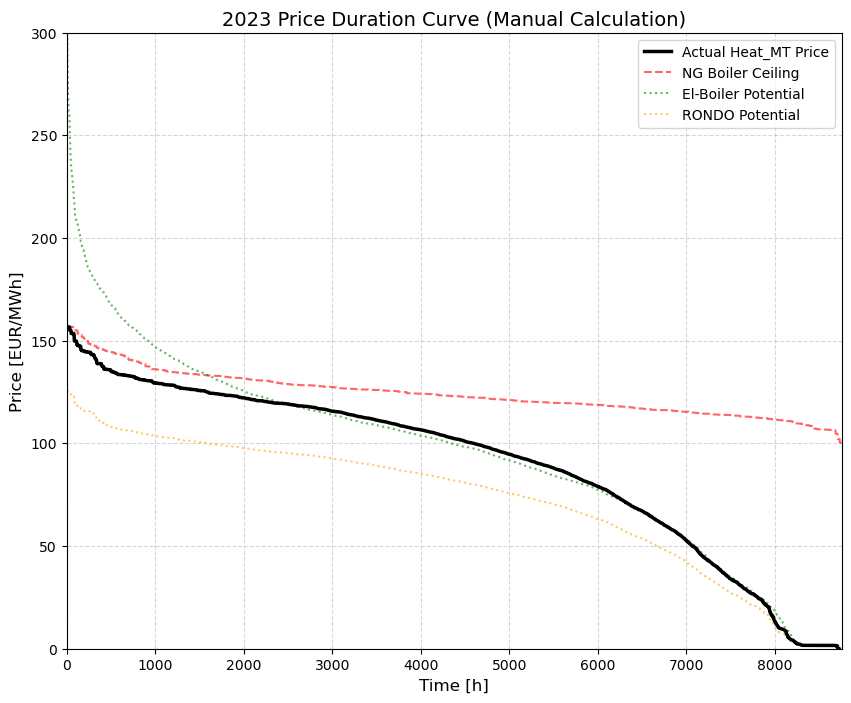 2023 Price Duration Curve (Manual Calculation)
Actual Heat_MT Price
NG Boiler Ceiling
El-Boiler Potential
RONDO Potential
Price [EUR/MWh]
300
250
200
150
100
50
0
0 1000 2000 3000 4000 5000 6000 7000 8000
Time [h]